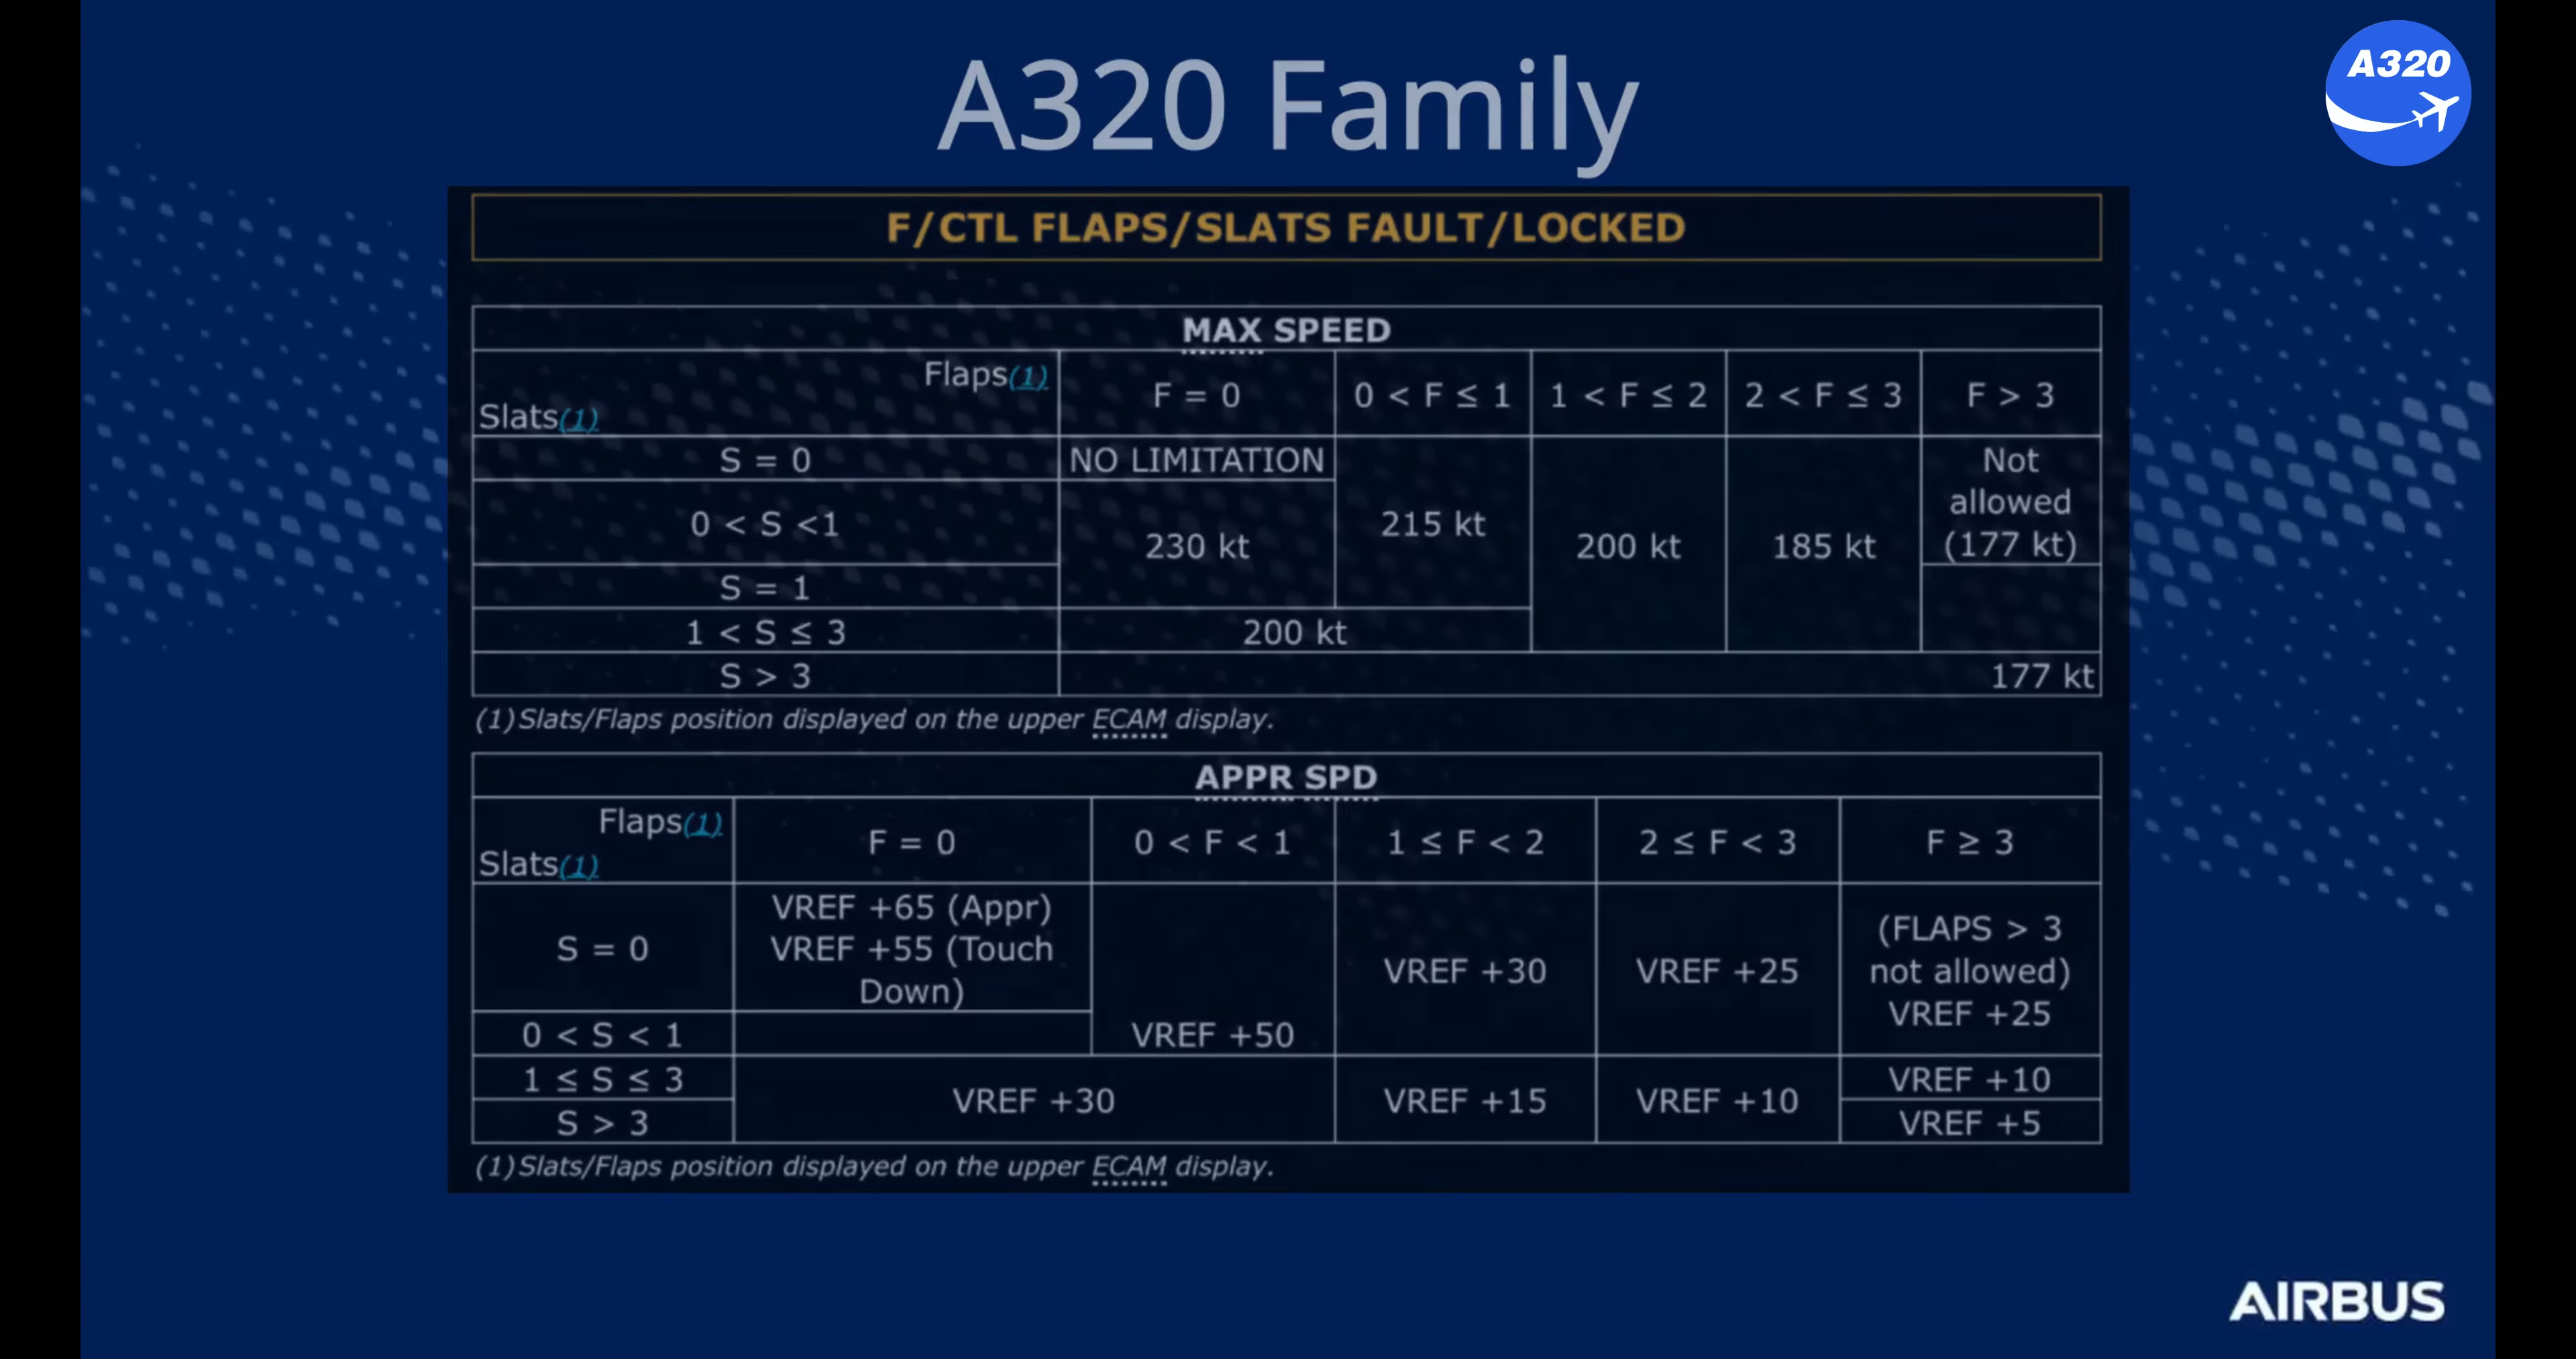 A320 Family
A320
F/CTL FLAPS/SLATS FAULT/LOCKED
MAX SPEED
Flaps(1)
Slats(1)
F = 0
0 < F ≤ 1
1 < F ≤ 2
2 < F ≤ 3
F > 3
S = 0
NO LIMITATION
0 < S <1
230 kt
215 kt
200 kt
185 kt
Not
allowed
(177 kt)
S = 1
1 < S ≤ 3
200 kt
S > 3
177 kt
(1)Slats/Flaps position displayed on the upper ECAM display.
APPR SPD
Flaps(1)
Slats(1)
F = 0
0 < F < 1
1 ≤ F < 2
2 ≤ F < 3
F ≥ 3
S = 0
VREF +65 (Appr)
VREF +55 (Touch
Down)
VREF +30
VREF +25
(FLAPS > 3
not allowed)
VREF +25
0 < S < 1
VREF +50
1 ≤ S ≤ 3
VREF +30
VREF +15
VREF +10
VREF +10
S > 3
VREF +5
(1)Slats/Flaps position displayed on the upper ECAM display.
AIRBUS